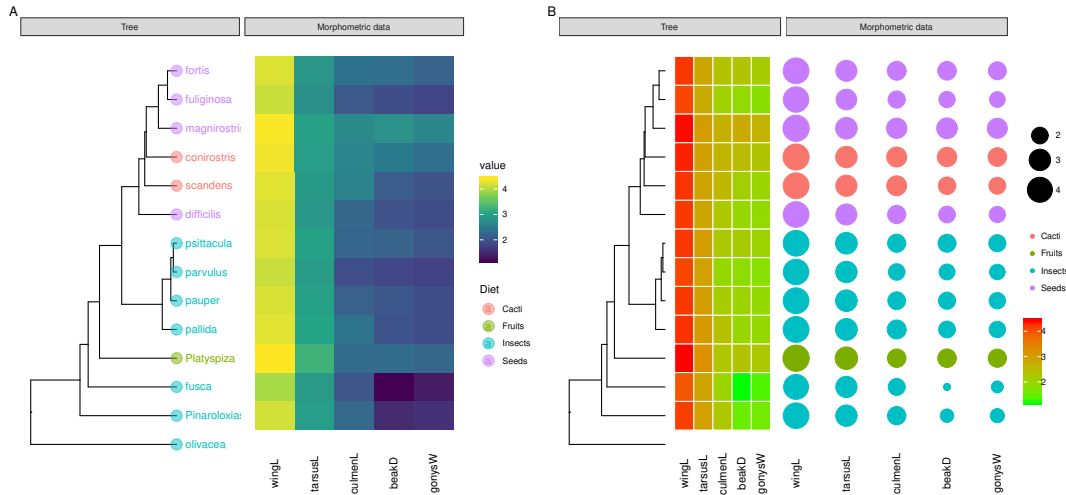 A
Tree
Morphometric data
fortis
fuliginosa
magnirostris
conirostris
scandens
difficilis
psittacula
parvulus
pauper
pallida
Platyspiza
fusca
Pinaroloxias
olivacea
wingL
tarsusL
culmenL
beakD
gonysW
value
4
3
2
Diet
a Cacti
a Fruits
a Insects
a Seeds
B
Tree
Morphometric data
wingL
tarsusL
culmenL
beakD
gonysW
wingL
tarsusL
culmenL
beakD
gonysW
2
3
4
Cacti
Fruits
Insects
Seeds
4
3
2